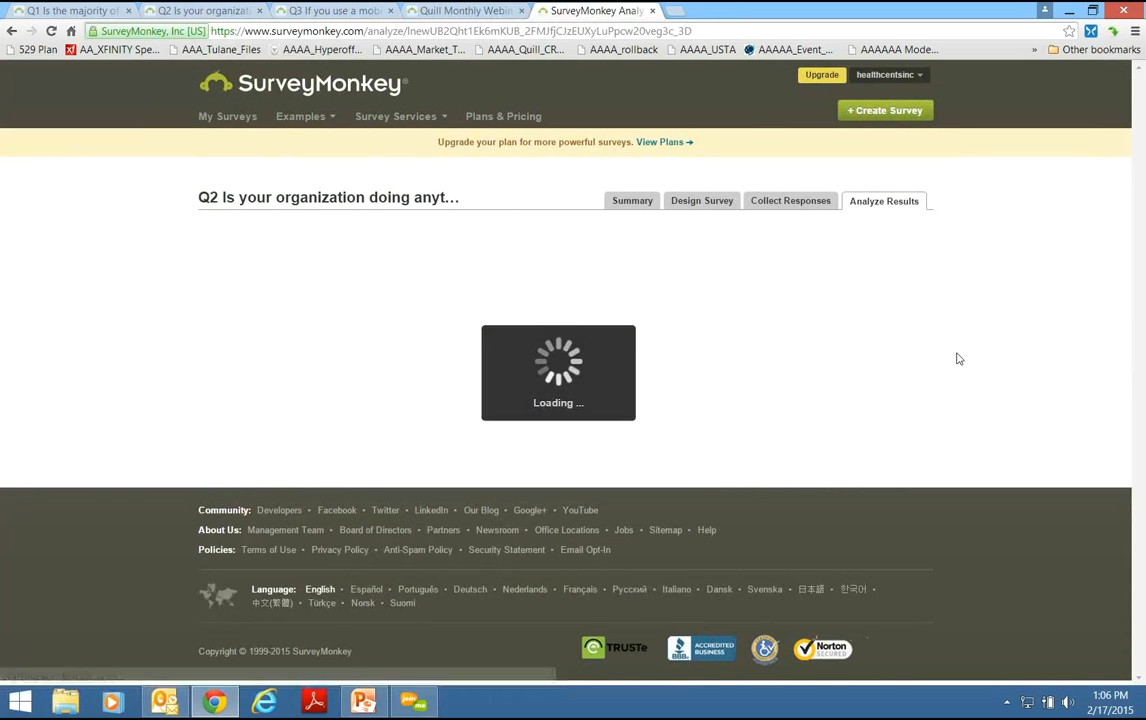 Q1 Is the majority of
Q2 Is your organizati
Q3 If you use a mob
Quill Monthly Webin
SurveyMonkey Analy
SurveyMonkey, Inc [US]
529 Plan
AA_XFINITY Spe...
AAA_Tulane_Files
AAAA_Hyperoff...
AAAA_Market_T...
AAAA_Quill_CR...
AAAA_rollback
AAAA_USTA
AAAAA_Event_...
AAAAAA Mode...
»
Other bookmarks
SurveyMonkey®
Upgrade
healthcentsinc
My Surveys
Examples
Survey Services
Plans & Pricing
+ Create Survey
Upgrade your plan for more powerful surveys. View Plans →
Q2 Is your organization doing anyt...
Summary
Design Survey
Collect Responses
Analyze Results
Loading ...
Community: Developers • Facebook • Twitter • LinkedIn • Our Blog • Google+ • YouTube
About Us: Management Team • Board of Directors • Partners • Newsroom • Office Locations • Jobs • Sitemap • Help
Policies: Terms of Use • Privacy Policy • Anti-Spam Policy • Security Statement • Email Opt-In
Language: English • Español • Português • Deutsch • Nederlands • Français • Русский • Italiano • Dansk • Svenska • 日本語 • 한국어 •
中文(繁體) • Türkçe • Norsk • Suomi
Copyright © 1999-2015 SurveyMonkey
TRUSTe
BBB
ACCREDITED
BUSINESS
Norton
SECURED
1:06 PM
2/17/2015